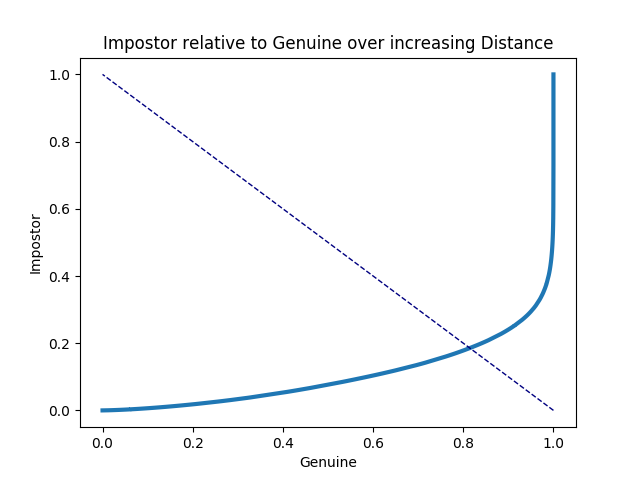 Impostor relative to Genuine over increasing Distance
1.0
0.8
0.6
0.4
0.2
0.0
Impostor
0.0 0.2 0.4 0.6 0.8 1.0
Genuine